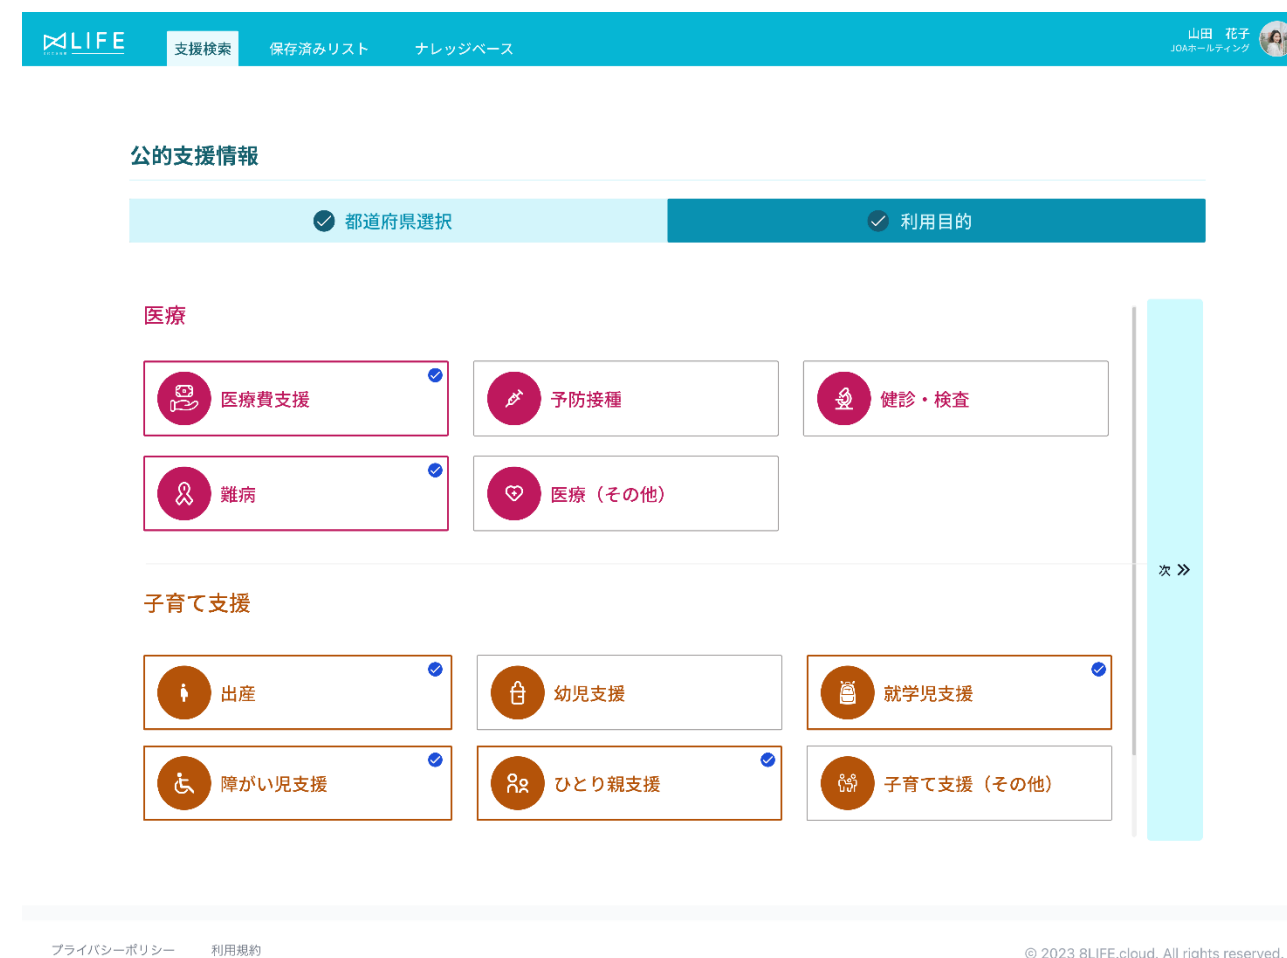 LIFE
支援検索
保存済みリスト
ナレッジベース
山田 花子
JOAホールティング
公的支援情報
都道府県選択
利用目的
医療
医療費支援
予防接種
健診・検査
難病
医療（その他）
次
子育て支援
出産
幼児支援
就学児支援
障がい児支援
ひとり親支援
子育て支援（その他）
プライバシーポリシー
利用規約
© 2023 8LIFE.cloud. All rights reserved.